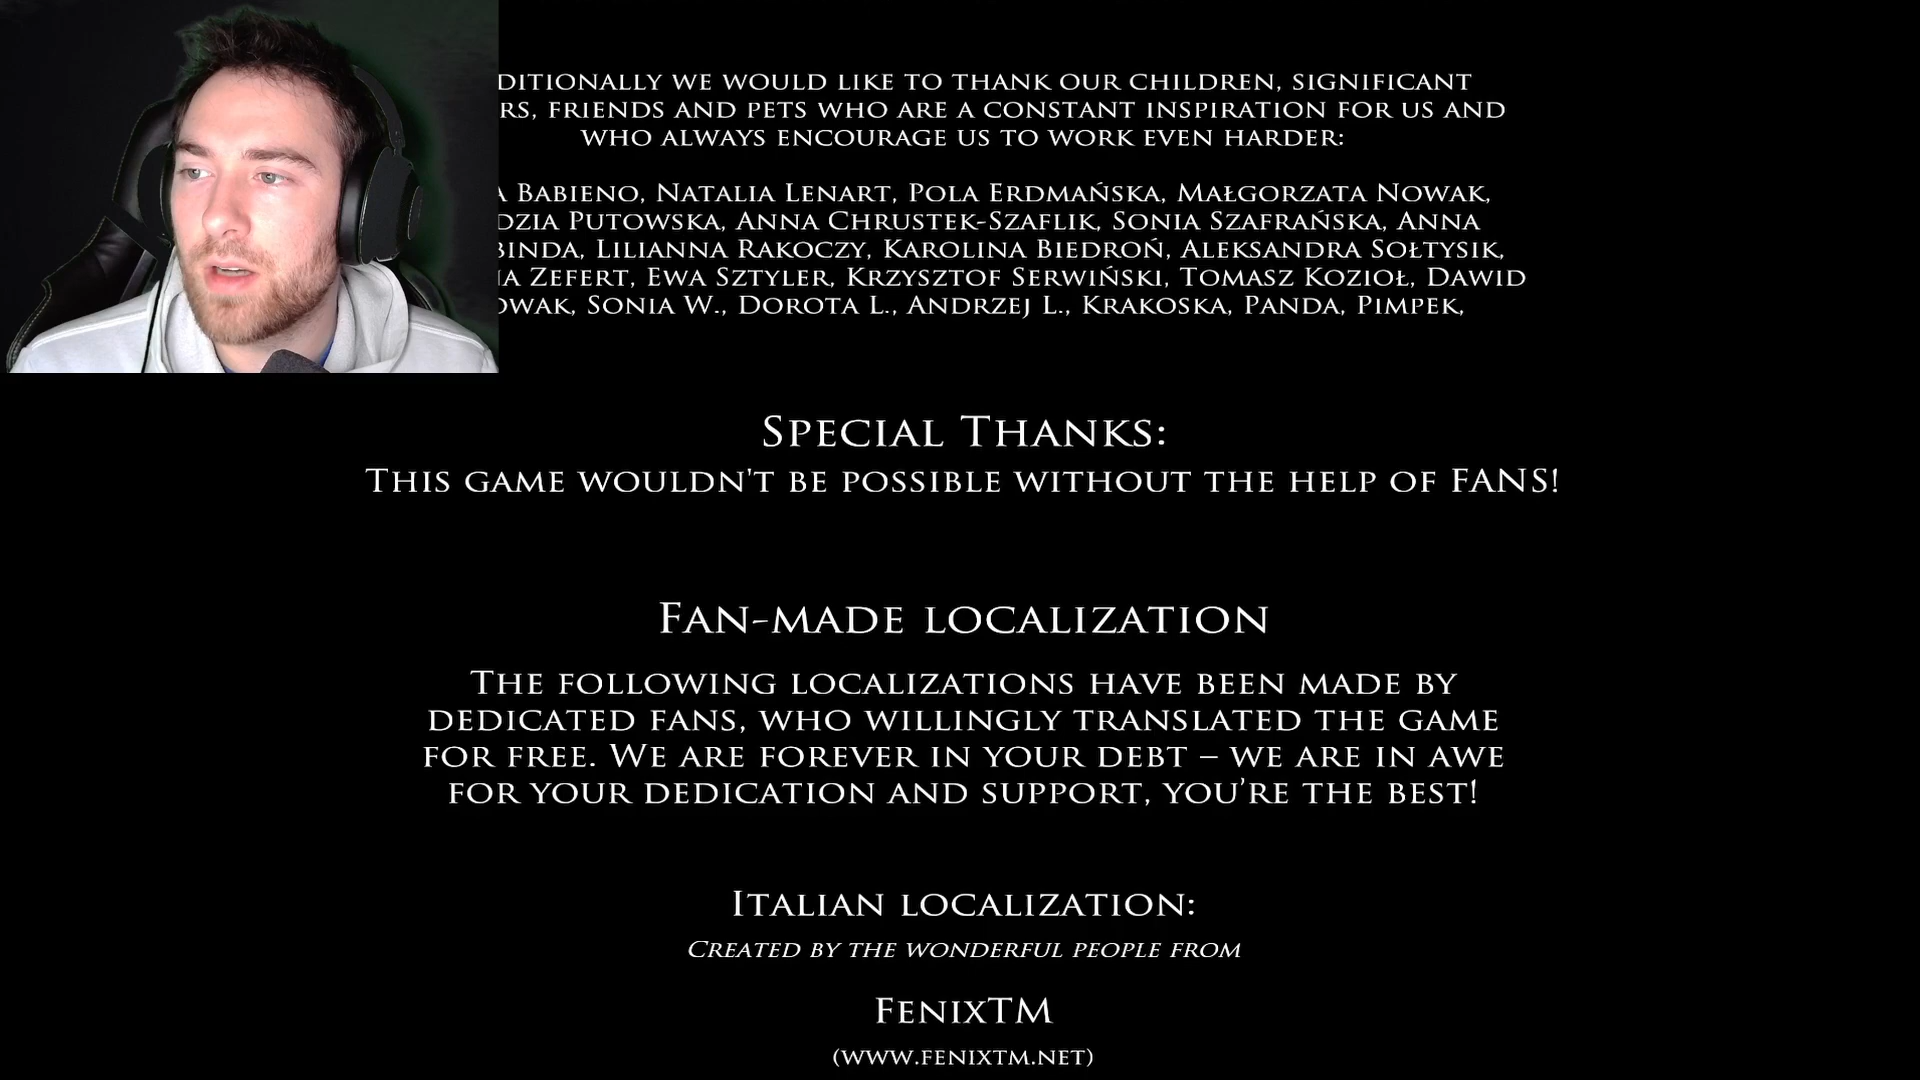 WE WOULD LIKE TO THANK OUR CHILDREN, SIGNIFICANT
FRIENDS AND PETS WHO ARE A CONSTANT INSPIRATION FOR US AND
WHO ALWAYS ENCOURAGE US TO WORK EVEN HARDER:
BABIENO, NATALIA LENART, POLA ERDMAŃSKA, MAŁGORZATA NOWAK,
PUTOWSKA, ANNA CHRUSTEK-SZAFLIK, SONIA SZAFRAŃSKA, ANNA
LILIANNA RAKOCZY, KAROLINA BIEDROŃ, ALEKSANDRA SOŁTYSIK,
ZEFERT, EWA SZTYLER, KRZYSZTOF SERWIŃSKI, TOMASZ KOZIOŁ, DAWID
SONIA W., DOROTA L., ANDRZEJ L., KRAKOSKA, PANDA, PIMPEK,
SPECIAL THANKS:
THIS GAME WOULDN'T BE POSSIBLE WITHOUT THE HELP OF FANS!
FAN-MADE LOCALIZATION
THE FOLLOWING LOCALIZATIONS HAVE BEEN MADE BY
DEDICATED FANS, WHO WILLINGLY TRANSLATED THE GAME
FOR FREE. WE ARE FOREVER IN YOUR DEBT – WE ARE IN AWE
FOR YOUR DEDICATION AND SUPPORT, YOU'RE THE BEST!
ITALIAN LOCALIZATION:
CREATED BY THE WONDERFUL PEOPLE FROM
FENIXTM
(WWW.FENIXTM.NET)